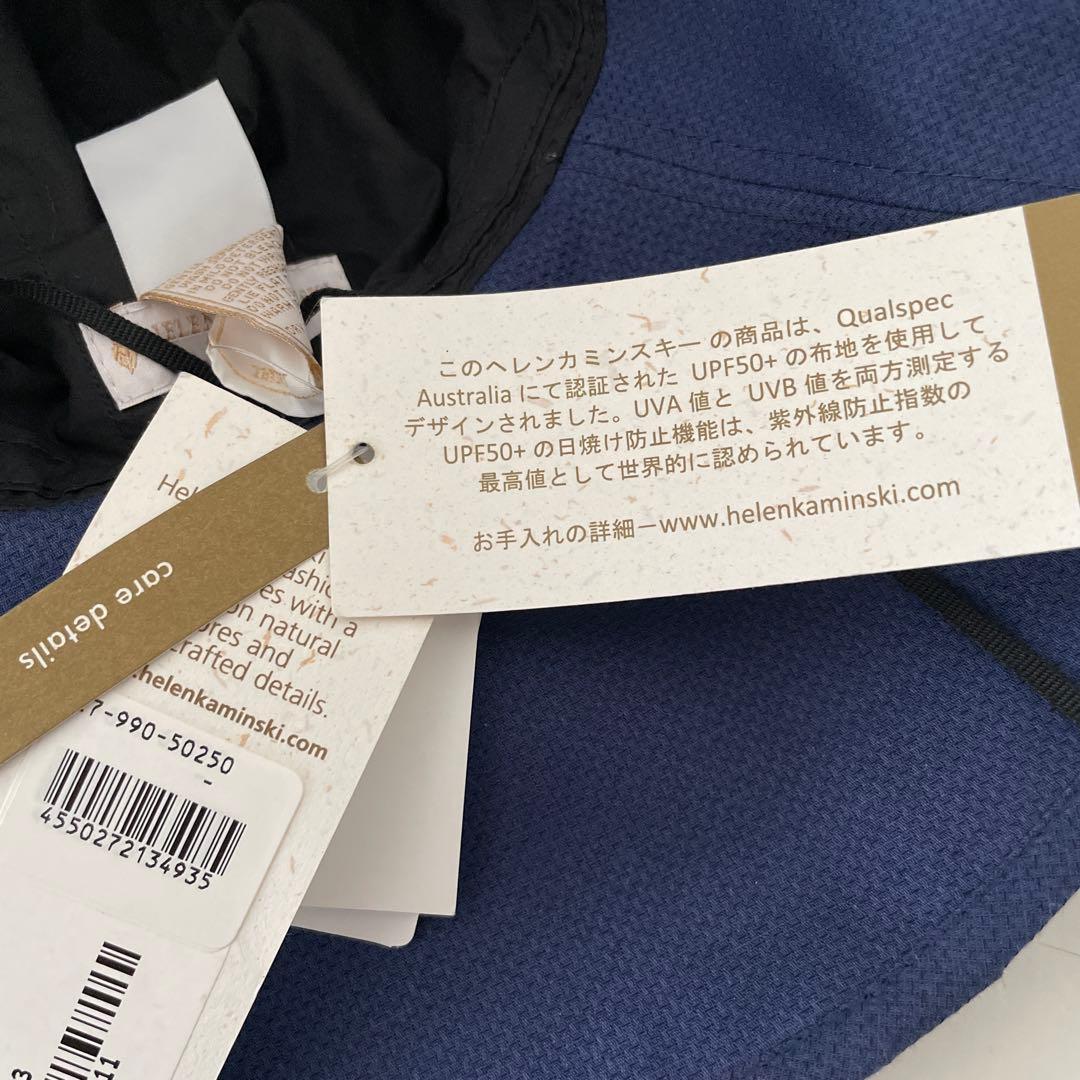 このヘレンカミンスキーの商品は、Qualspec
Australia にて認証された UPF50+ の布地を使用して
デザインされました。UVA 値と UVB 値を両方測定する
UPF50+ の日焼け防止機能は、紫外線防止指数の
最高値として世界的に認められています。
お手入れの詳細ーwww.helenkaminski.com
care details
with a
natural
and
crafted details.
.helenkaminski.com
7-990-50250
-
4550272134935